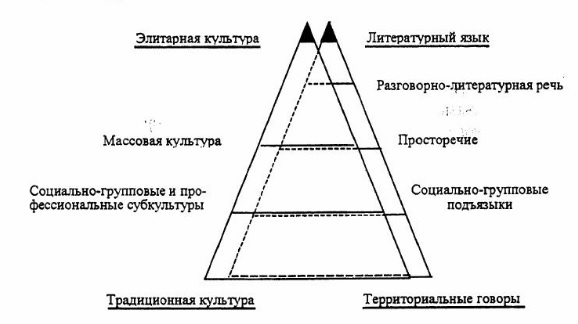 Элитарная культура
Литературный язык
Разговорно-литературная речь
Массовая культура
Просторечие
Социально-групповые и про-
фессиональные субкультуры
Социально-групповые
подъязыки
Традиционная культура
Территориальные говоры